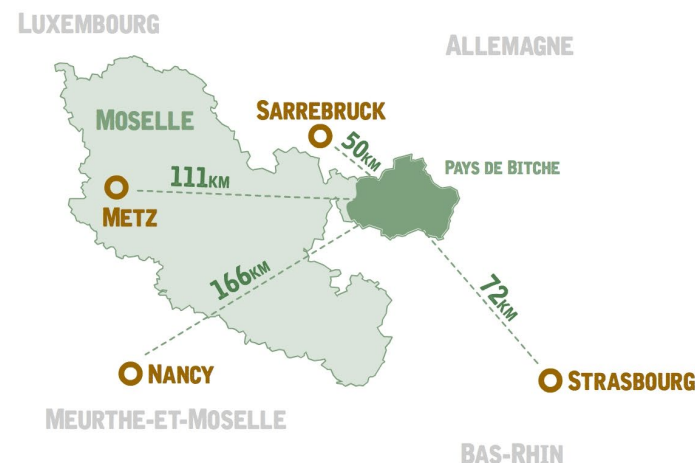 LUXEMBOURG
ALLEMAGNE
SARREBRUCK
MOSELLE
50KM
PAYS DE BITCHE
111KM
METZ
166KM
72KM
NANCY
STRASBOURG
MEURTHE-ET-MOSELLE
BAS-RHIN